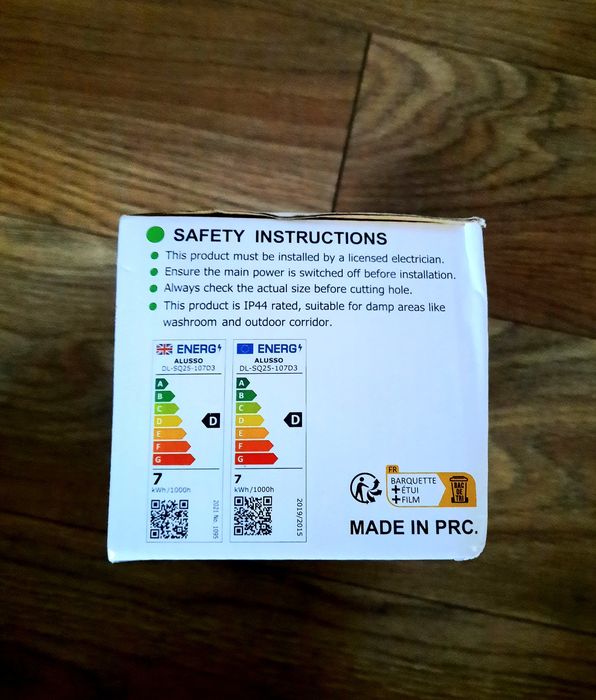 SAFETY INSTRUCTIONS
This product must be installed by a licensed electrician.
Ensure the main power is switched off before installation.
Always check the actual size before cutting hole.
This product is IP44 rated, suitable for damp areas like
washroom and outdoor corridor.
ENERG
ALUSSO
DL-SQ25-107D3
A
B
C
D
E
F
G
D
7
kWh/1000h
2021 No 1095
ENERG
ALUSSO
DL-SQ25-107D3
A
B
C
D
E
F
G
D
7
kWh/1000h
2019/2015
FR
BARQUETTE
+ÉTUI
+FILM
BAC
DE
TRI
MADE IN PRC.